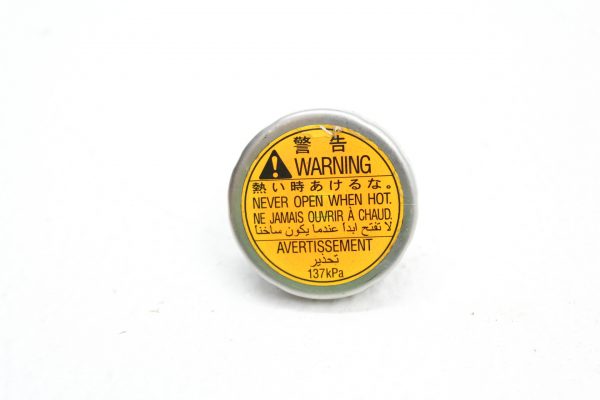 警告
WARNING
熱い時あけるな。
NEVER OPEN WHEN HOT.
NE JAMAIS OUVRIR À CHAUD.
لا تفتح ابدأ عندما يكون ساخناً
AVERTISSEMENT
تحذير
137kPa